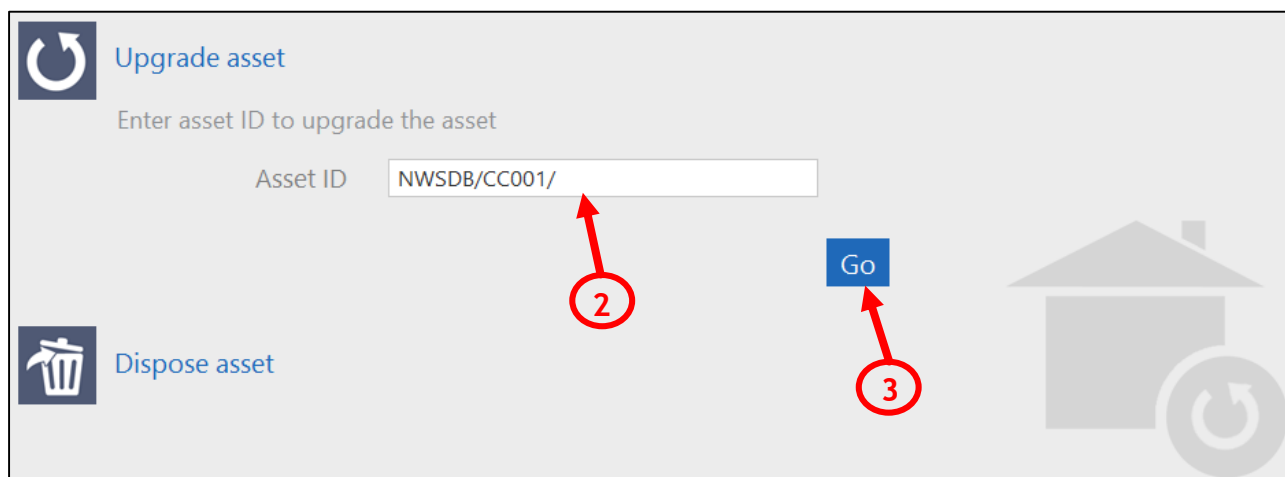 Upgrade asset
Enter asset ID to upgrade the asset
Asset ID NWSDB/CC001/
Go
2
Dispose asset
3